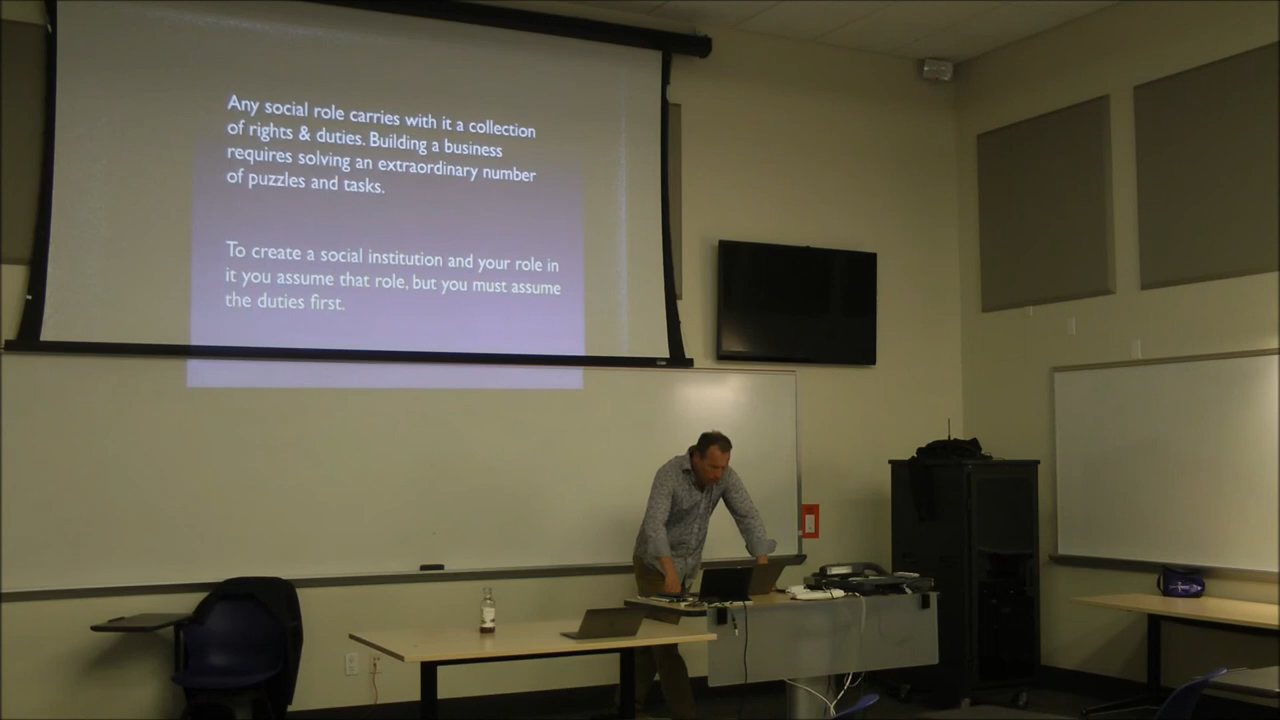 Any social role carries with it a collection
of rights & duties. Building a business
requires solving an extraordinary number
of puzzles and tasks.
To create a social institution and your role in
it you assume that role, but you must assume
the duties first.